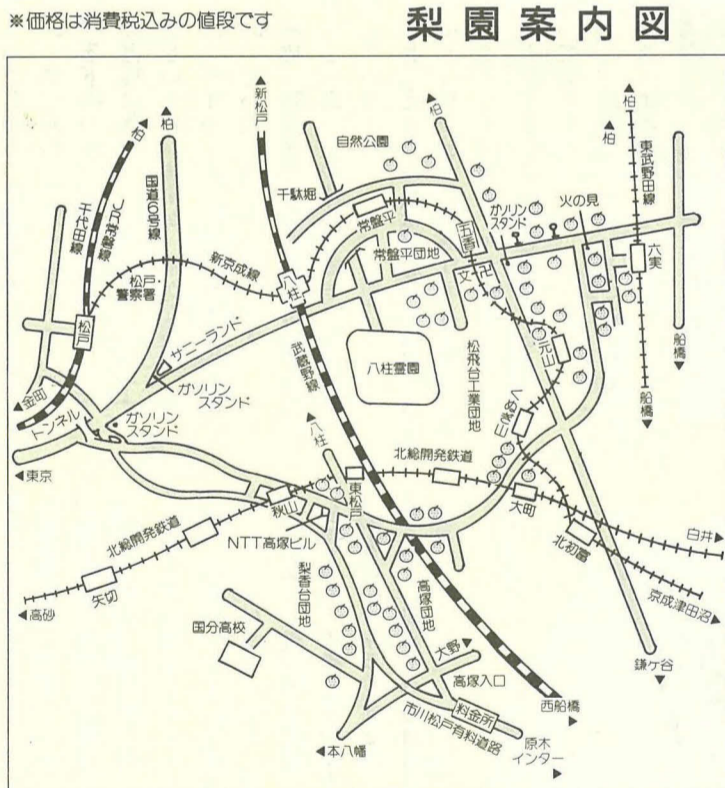 ※価格は消費税込みの値段です
梨園案内図
▲新松戸
▲柏
▲柏
▲柏
▲柏
▲柏
千代田線
JR常磐線
国道6号線
自然公園
千駄堀
東武野田線
ガソリン
スタンド
火の見
常盤平
五香
常盤平団地
六実
新京成線
松戸・
警察署
八柱
文
卍
松戸
サニーランド
武蔵野線
八柱霊園
松飛台工業団地
元山
船橋▼
船橋▼
ガソリン
スタンド
◀金町
トンネル
ガソリン
スタンド
◀東京
▲八柱
くぬぎ山
北総開発鉄道
東松戸
大町
秋山
NTT高塚ビル
北初富
白井▶
北総開発鉄道
矢切
◀高砂
梨香台団地
高塚団地
京成津田沼▶
国分高校
大野
高塚入口
鎌ケ谷▼
西船橋▶
料金所
市川松戸有料道路
◀本八幡
原木
インター▶